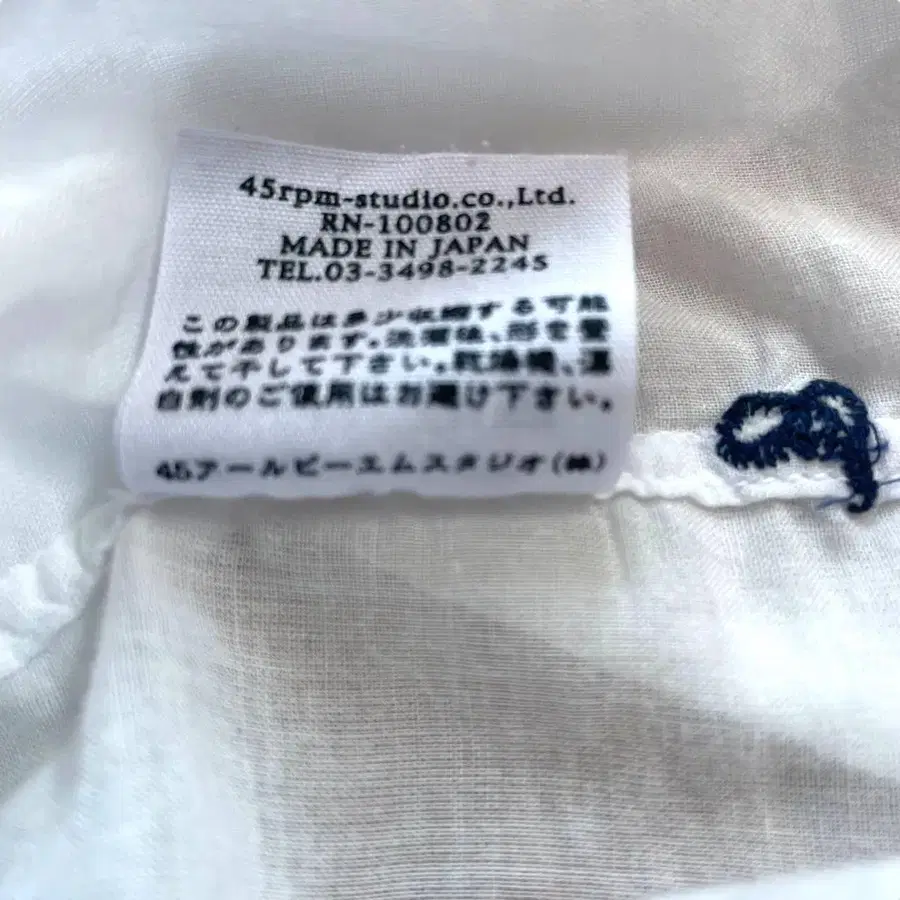 45rpm-studio.co.,Ltd.
RN-100802
MADE IN JAPAN
TEL.03-3498-2245
この製品は多少収縮する可能
性があります。洗濯後、形を整
えて干して下さい。乾燥機、漂
白剤のご使用はお避け下さい。
45アールピーエムスタジオ(株)